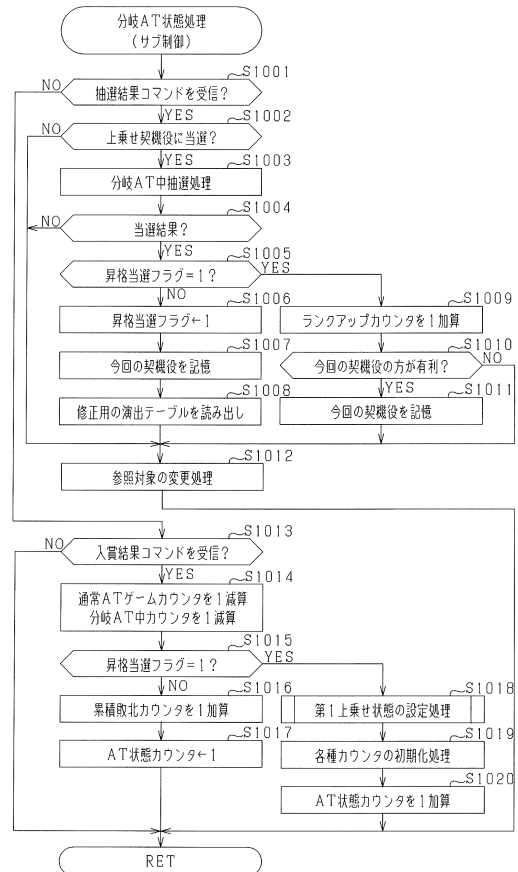 分岐AT状態処理
(サブ制御)
S1001
NO
抽選結果コマンドを受信?
YES
S1002
NO
上乗せ契機役に当選?
YES
S1003
分岐AT中抽選処理
S1004
NO
当選結果?
YES
S1005
昇格当選フラグ=1?
YES
NO
S1006
昇格当選フラグ←1
S1009
ランクアップカウンタを1加算
S1007
今回の契機役を記憶
S1010
今回の契機役の方が有利?
NO
YES
S1008
修正用の演出テーブルを読み出し
S1011
今回の契機役を記憶
S1012
参照対象の変更処理
S1013
NO
入賞結果コマンドを受信?
YES
S1014
通常ATゲームカウンタを1減算
分岐AT中カウンタを1減算
S1015
昇格当選フラグ=1?
YES
NO
S1016
累積敗北カウンタを1加算
S1018
第1上乗せ状態の設定処理
S1017
AT状態カウンタ←1
S1019
各種カウンタの初期化処理
S1020
AT状態カウンタを1加算
RET